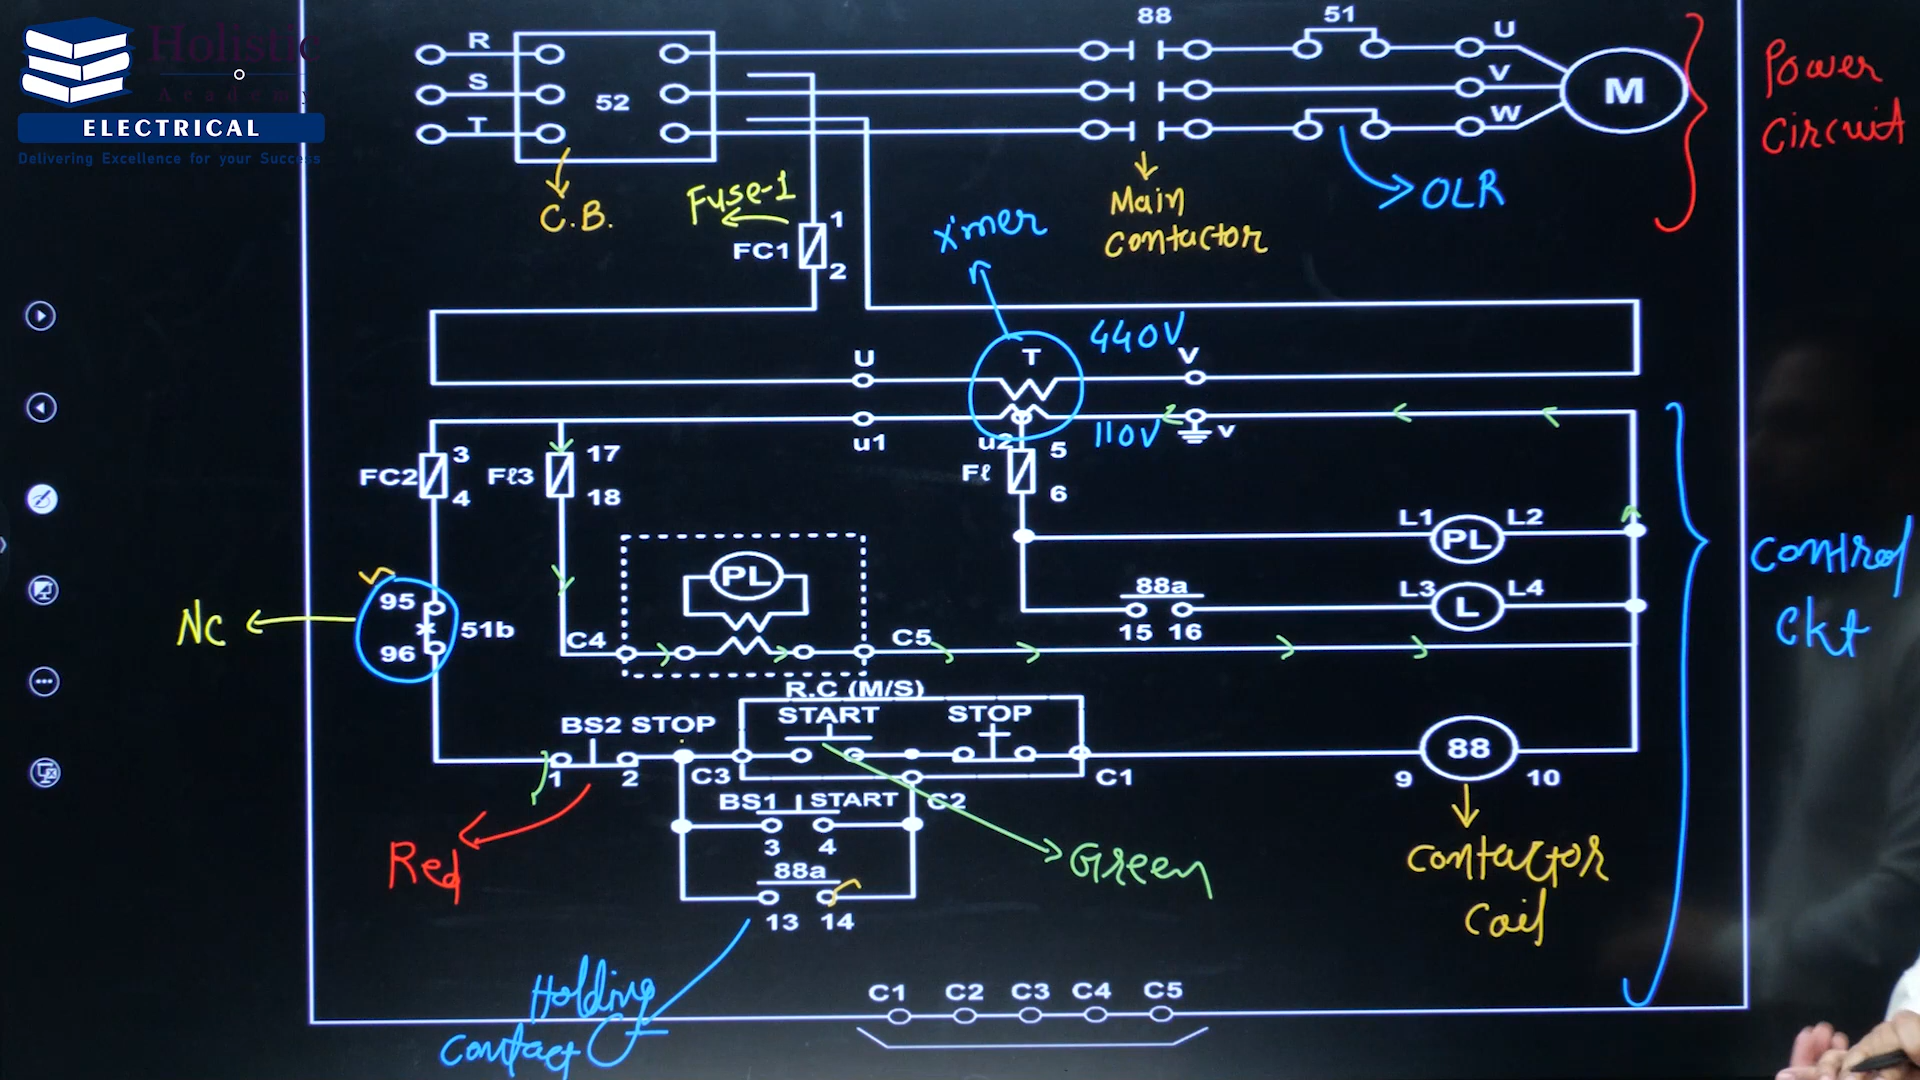 Holistic
Academy
ELECTRICAL
Delivering Excellence for your Success
88
51
R
U
S
V
52
M
T
W
Power
circuit
Fuse-1
C.B.
FC1
1
2
x'mer
Main
contactor
OLR
440V
U
T
V
u1
u2
110V
v
FC2
3
4
Fℓ3
17
18
Fℓ
5
6
L1
PL
L2
control
ckt
PL
88a
L3
L
L4
15
16
NC
95
51b
96
C4
C5
R.C (M/S)
START
STOP
BS2 STOP
1
2
C3
C1
88
9
10
BS1
START
C2
3
4
88a
13
14
Red
Green
contactor
coil
Holding
contact
C1
C2
C3
C4
C5